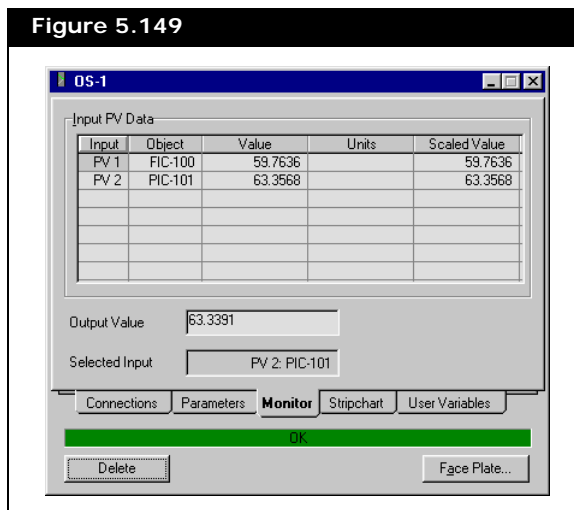 Figure 5.149
OS-1
Input PV Data
Input Object Value Units Scaled Value
PV 1 FIC-100 59.7636 59.7636
PV 2 PIC-101 63.3568 63.3568
Output Value 63.3391
Selected Input PV 2: PIC-101
Connections Parameters Monitor Stripchart User Variables
OK
Delete Face Plate...